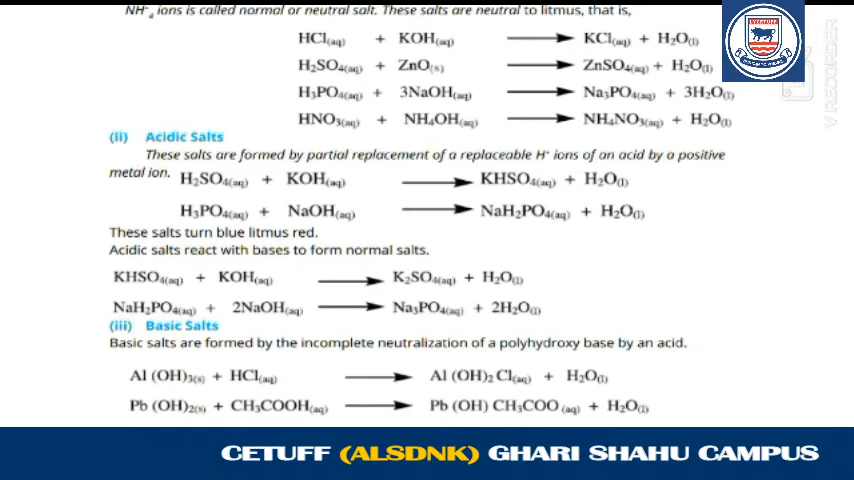 NH⁻₄ ions is called normal or neutral salt. These salts are neutral to litmus, that is,
HCl(aq) + KOH(aq) ⟶ KCl(aq) + H₂O(l)
H₂SO₄(aq) + ZnO(s) ⟶ ZnSO₄(aq) + H₂O(l)
H₃PO₄(aq) + 3NaOH(aq) ⟶ Na₃PO₄(aq) + 3H₂O(l)
HNO₃(aq) + NH₄OH(aq) ⟶ NH₄NO₃(aq) + H₂O(l)
(ii) Acidic Salts
These salts are formed by partial replacement of a replaceable H⁺ ions of an acid by a positive
metal ion.
H₂SO₄(aq) + KOH(aq) ⟶ KHSO₄(aq) + H₂O(l)
H₃PO₄(aq) + NaOH(aq) ⟶ NaH₂PO₄(aq) + H₂O(l)
These salts turn blue litmus red.
Acidic salts react with bases to form normal salts.
KHSO₄(aq) + KOH(aq) ⟶ K₂SO₄(aq) + H₂O(l)
NaH₂PO₄(aq) + 2NaOH(aq) ⟶ Na₃PO₄(aq) + 2H₂O(l)
(iii) Basic Salts
Basic salts are formed by the incomplete neutralization of a polyhydroxy base by an acid.
Al (OH)₃(s) + HCl(aq) ⟶ Al (OH)₂ Cl(aq) + H₂O(l)
Pb (OH)₂(s) + CH₃COOH(aq) ⟶ Pb (OH) CH₃COO (aq) + H₂O(l)
CETUFF (ALSDNK) GHARI SHAHU CAMPUS
V RECORDER